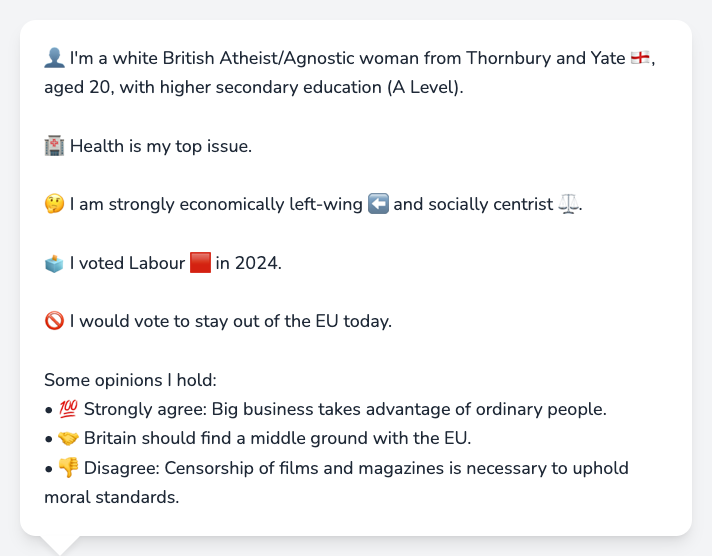 👤 I'm a white British Atheist/Agnostic woman from Thornbury and Yate 🏴󠁧󠁢󠁥󠁮󠁧󠁿,
aged 20, with higher secondary education (A Level).
🏥 Health is my top issue.
🤔 I am strongly economically left-wing ⬅️ and socially centrist ⚖️.
🗳️ I voted Labour 🟥 in 2024.
🚫 I would vote to stay out of the EU today.
Some opinions I hold:
• 💯 Strongly agree: Big business takes advantage of ordinary people.
• 🤝 Britain should find a middle ground with the EU.
• 👎 Disagree: Censorship of films and magazines is necessary to uphold
moral standards.